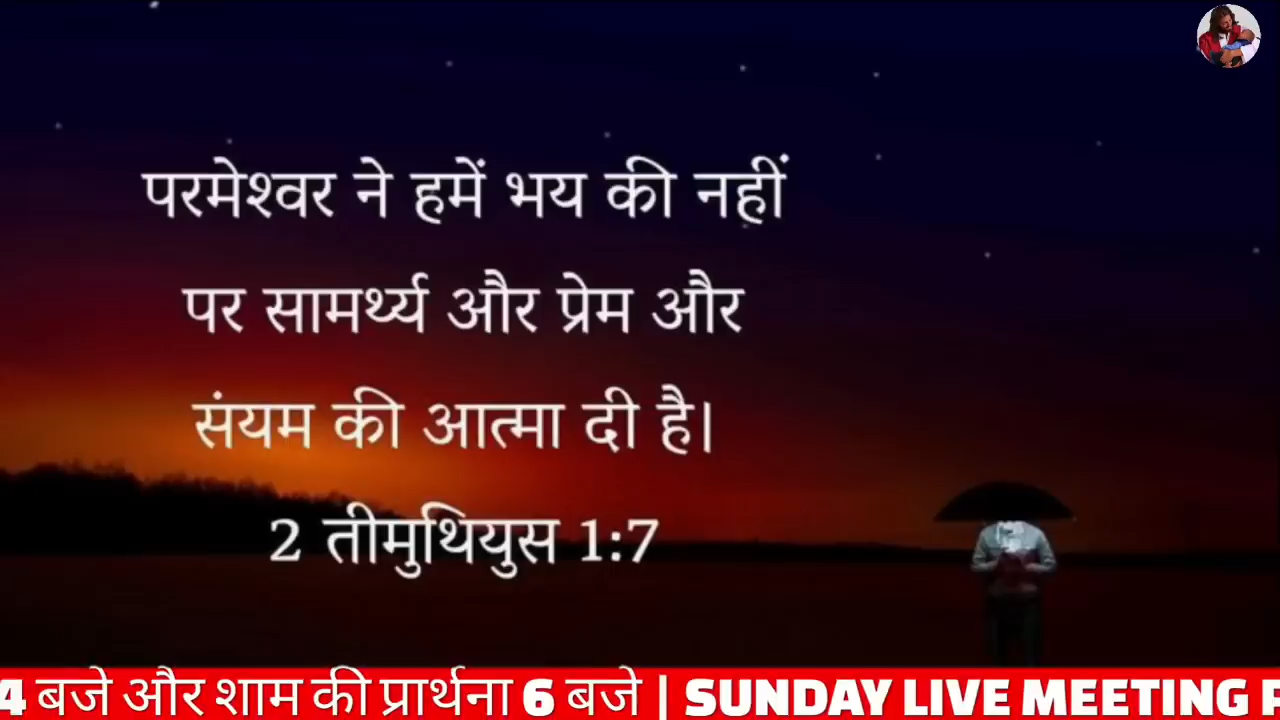 परमेश्वर ने हमें भय की नहीं
पर सामर्थ्य और प्रेम और
संयम की आत्मा दी है।
2 तीमुथियुस 1:7
4 बजे और शाम की प्रार्थना 6 बजे | SUNDAY LIVE MEETING